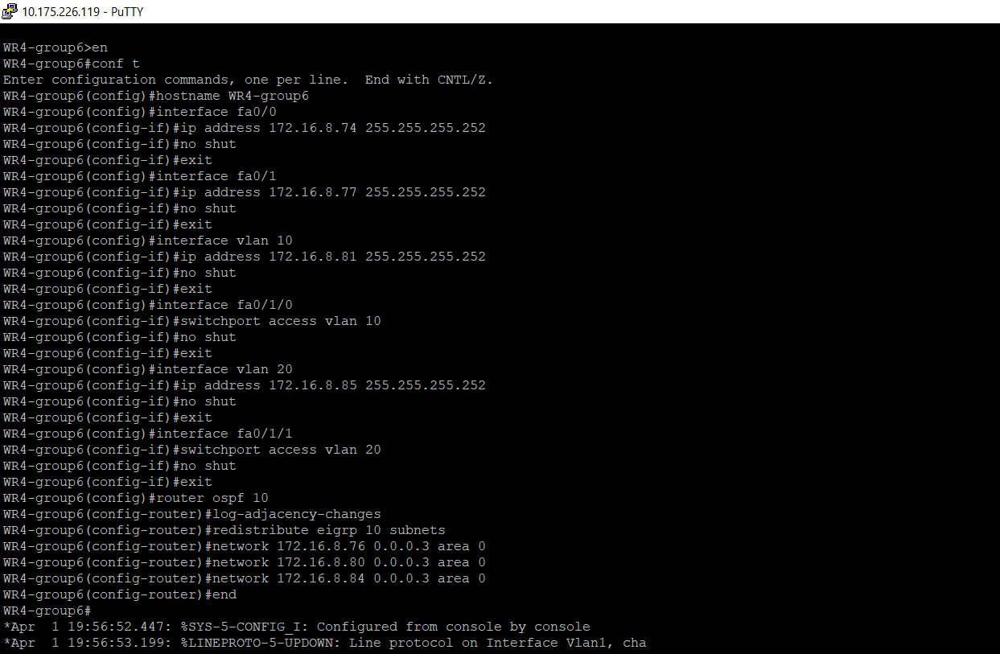 10.175.226.119 - PuTTY
WR4-group6>en
WR4-group6#conf t
Enter configuration commands, one per line.  End with CNTL/Z.
WR4-group6(config)#hostname WR4-group6
WR4-group6(config)#interface fa0/0
WR4-group6(config-if)#ip address 172.16.8.74 255.255.255.252
WR4-group6(config-if)#no shut
WR4-group6(config-if)#exit
WR4-group6(config)#interface fa0/1
WR4-group6(config-if)#ip address 172.16.8.77 255.255.255.252
WR4-group6(config-if)#no shut
WR4-group6(config-if)#exit
WR4-group6(config)#interface vlan 10
WR4-group6(config-if)#ip address 172.16.8.81 255.255.255.252
WR4-group6(config-if)#no shut
WR4-group6(config-if)#exit
WR4-group6(config)#interface fa0/1/0
WR4-group6(config-if)#switchport access vlan 10
WR4-group6(config-if)#no shut
WR4-group6(config-if)#exit
WR4-group6(config)#interface vlan 20
WR4-group6(config-if)#ip address 172.16.8.85 255.255.255.252
WR4-group6(config-if)#no shut
WR4-group6(config-if)#exit
WR4-group6(config)#interface fa0/1/1
WR4-group6(config-if)#switchport access vlan 20
WR4-group6(config-if)#no shut
WR4-group6(config-if)#exit
WR4-group6(config)#router ospf 10
WR4-group6(config-router)#log-adjacency-changes
WR4-group6(config-router)#redistribute eigrp 10 subnets
WR4-group6(config-router)#network 172.16.8.76 0.0.0.3 area 0
WR4-group6(config-router)#network 172.16.8.80 0.0.0.3 area 0
WR4-group6(config-router)#network 172.16.8.84 0.0.0.3 area 0
WR4-group6(config-router)#end
WR4-group6#
*Apr  1 19:56:52.447: %SYS-5-CONFIG_I: Configured from console by console
*Apr  1 19:56:53.199: %LINEPROTO-5-UPDOWN: Line protocol on Interface Vlan1, cha